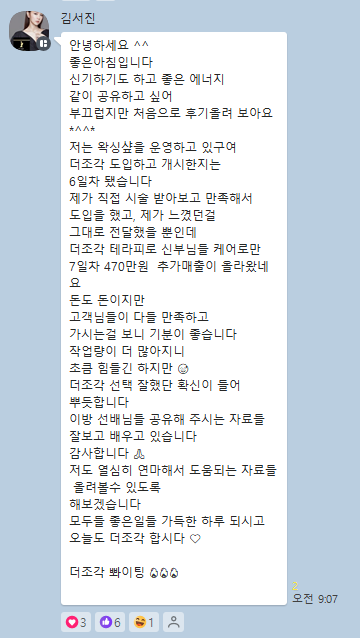 김서진
안녕하세요 ^^
좋은아침입니다
신기하기도 하고 좋은 에너지
같이 공유하고 싶어
부끄럽지만 처음으로 후기올려 보아요
*^^*
저는 왁싱샾을 운영하고 있구여
더조각 도입하고 개시한지는
6일차 됐습니다
제가 직접 시술 받아보고 만족해서
도입을 했고, 제가 느꼈던걸
그대로 전달했을 뿐인데
더조각 테라피로 신부님들 케어로만
7일차 470만원 추가매출이 올라왔네
요
돈도 돈이지만
고객님들이 다들 만족하고
가시는걸 보니 기분이 좋습니다
작업량이 더 많아지니
초큼 힘들긴 하지만 😅
더조각 선택 잘했단 확신이 들어
뿌듯합니다
이방 선배님들 공유해 주시는 자료들
잘보고 배우고 있습니다
감사합니다 🙏
저도 열심히 연마해서 도움되는 자료들
올려볼수 있도록
해보겠습니다
모두들 좋은일들 가득한 하루 되시고
오늘도 더조각 합시다 ♡
더조각 빠이팅 🔥🔥🔥
2
오전 9:07
3
6
1